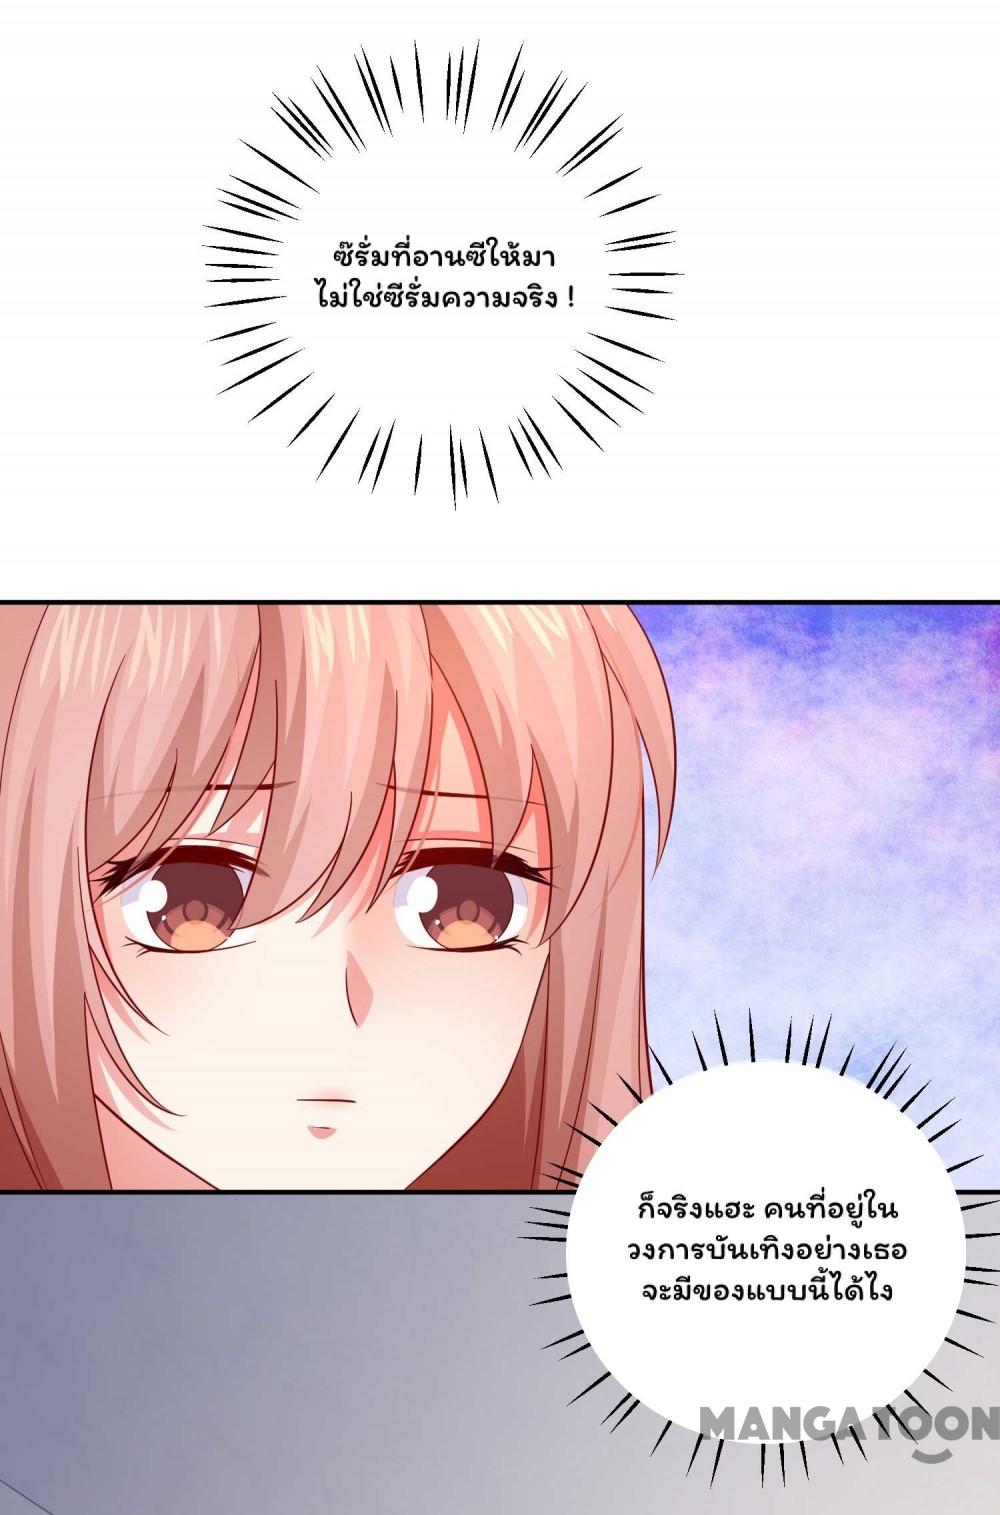 ซ๊รั่มที่อานซีให้มา
ไม่ใช่ซีรั่มความจริง !
ก็จริงแฮะ คนที่อยู่ใน
วงการบันเทิงอย่างเธอ
จะมีของแบบนี้ได้ไง
MANGATOON